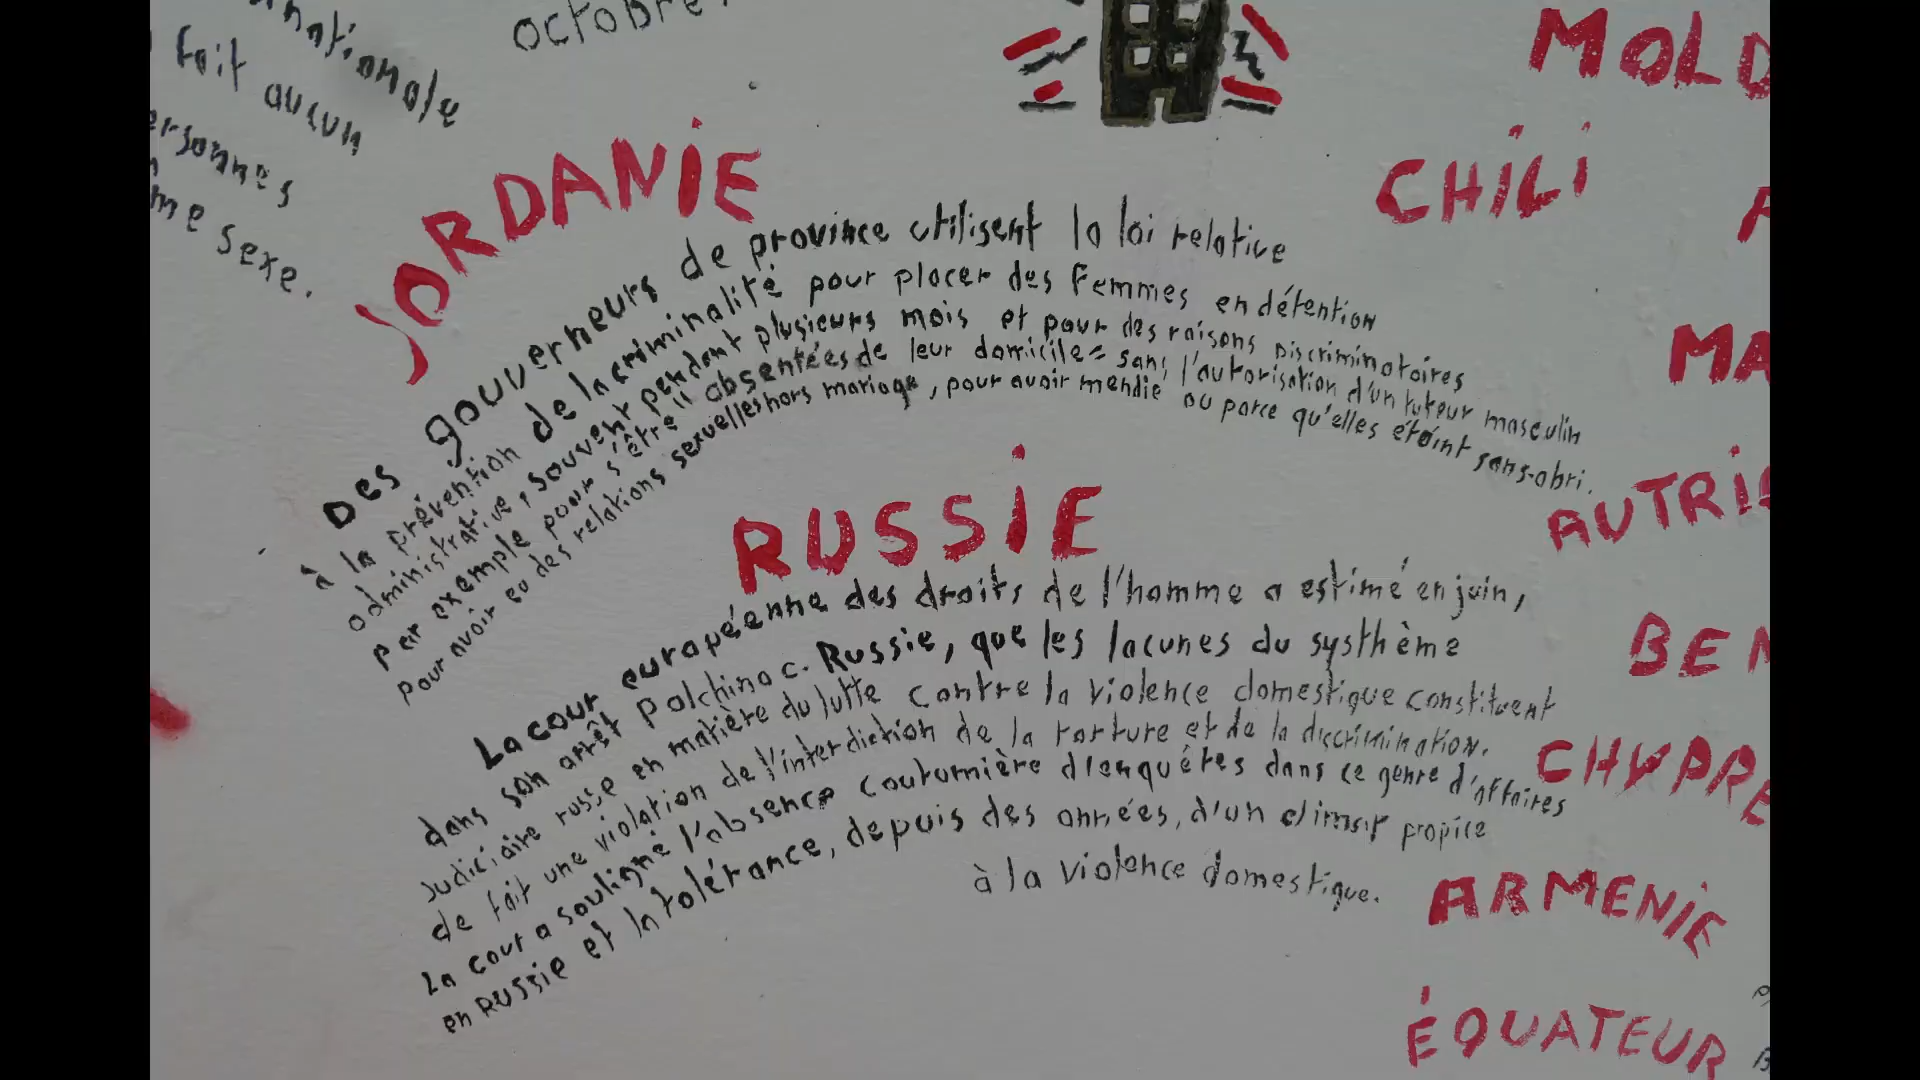 nationale
fait aucun
ersonnes
me sexe.
octobre
JORDANIE
Des gouverneurs de province utilisent la loi relative
à la prévention de la criminalité pour placer des Femmes en détention
administrative, souvent pendant plusieurs mois et pour des raisons Discriminatoires
Par exemple pour s'être "absentées de leur domicile" sans l'autorisation d'un tuteur masculin
Pour avoir eu des relations sexuelles hors mariage, pour avoir mendié ou parce qu'elles étaint sans-abri.
RUSSIE
La cour européenne des droits de l'homme a estimé en juin,
dans son arrêt Polchina c. Russie, que les lacunes du systhème
Judiciaire russe en matière du lutte contre la violence domestique constituent
de fait une violation de l'interdiction de la torture et de la discrimination.
La cour a souligné l'absence coutumière d'enquêtes dans ce genre d'affaires
en RUSSIE et la tolérance, depuis des années, d'un climat propice
à la violence domestique.
MOLD
CHILI
MA
AUTRI
BEN
CHYPRE
ARMENIE
ÉQUATEUR